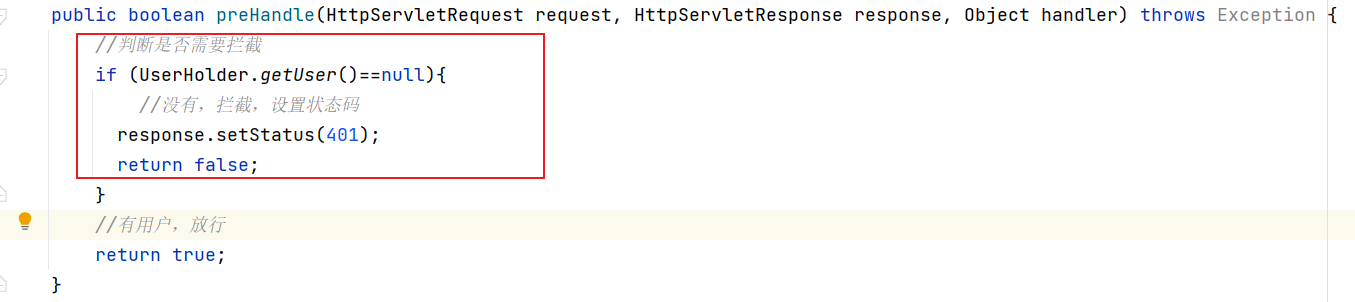 public boolean preHandle(HttpServletRequest request, HttpServletResponse response, Object handler) throws Exception {
//判断是否需要拦截
if (UserHolder.getUser()==null){
//没有，拦截，设置状态码
response.setStatus(401);
return false;
}
//有用户，放行
return true;
}